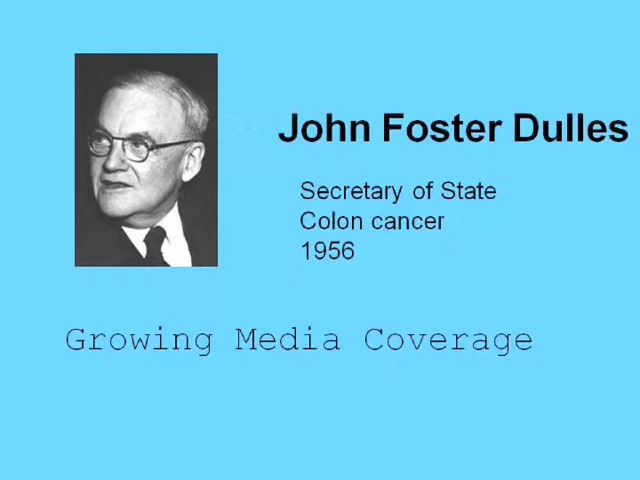 John Foster Dulles
Secretary of State
Colon cancer
1956
Growing Media Coverage